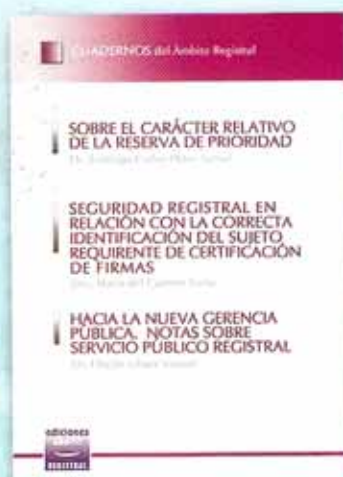 CUADERNOS del Ámbito Registral
SOBRE EL CARÁCTER RELATIVO
DE LA RESERVA DE PRIORIDAD
SEGURIDAD REGISTRAL EN
RELACIÓN CON LA CORRECTA
IDENTIFICACIÓN DEL SUJETO
REQUIRENTE DE CERTIFICACIÓN
DE FIRMAS
HACIA LA NUEVA GERENCIA
PÚBLICA. NOTAS SOBRE
SERVICIO PÚBLICO REGISTRAL
ediciones
REGISTRAL